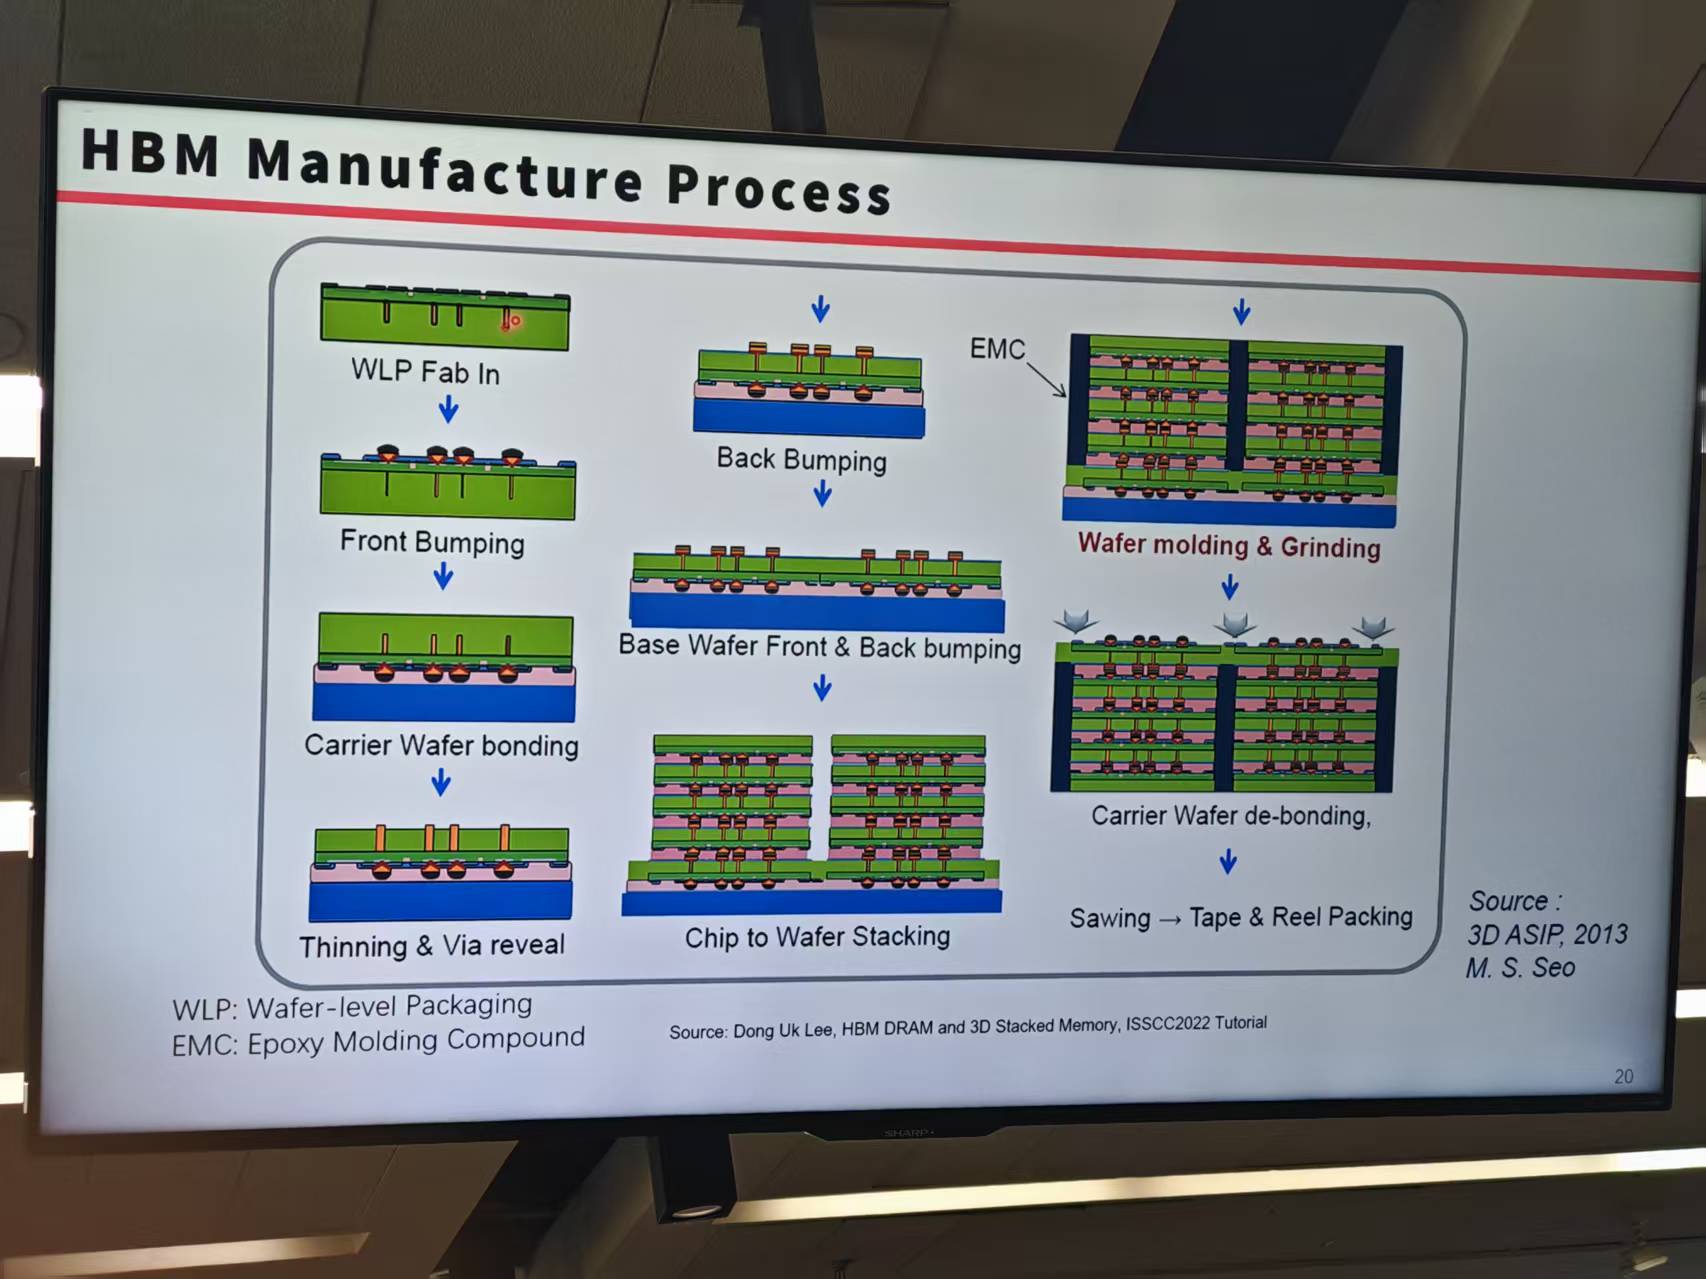 HBM Manufacture Process
WLP Fab In
Front Bumping
Carrier Wafer bonding
Thinning & Via reveal
Back Bumping
Base Wafer Front & Back bumping
Chip to Wafer Stacking
EMC
Wafer molding & Grinding
Carrier Wafer de-bonding,
Sawing → Tape & Reel Packing
Source :
3D ASIP, 2013
M. S. Seo
WLP: Wafer-level Packaging
EMC: Epoxy Molding Compound
Source: Dong Uk Lee, HBM DRAM and 3D Stacked Memory, ISSCC2022 Tutorial
20
SHARP